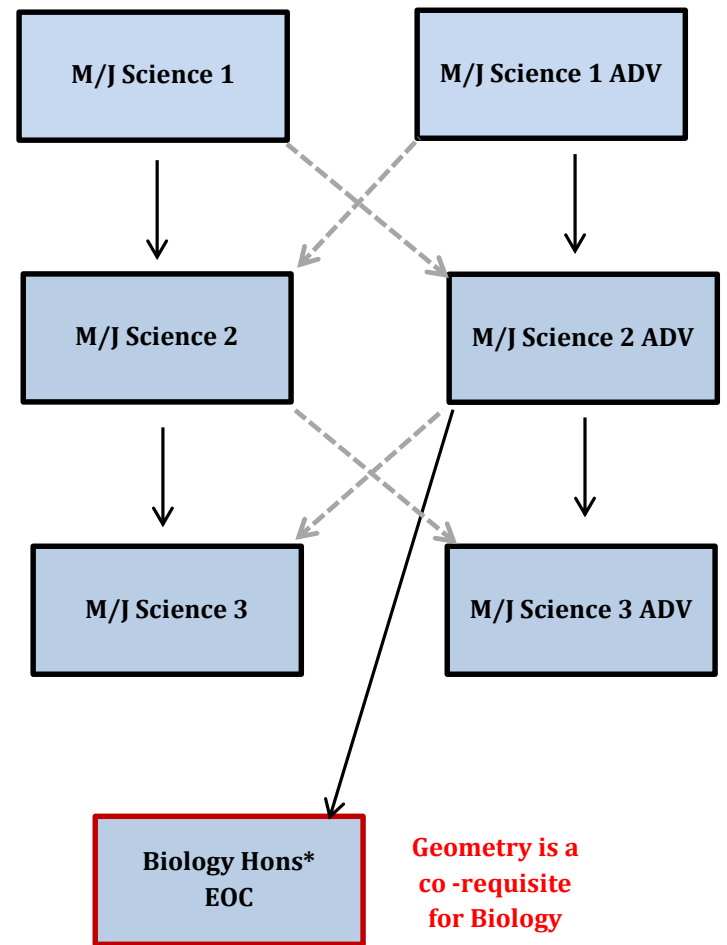 M/J Science 1
M/J Science 1 ADV
M/J Science 2
M/J Science 2 ADV
M/J Science 3
M/J Science 3 ADV
Biology Hons*
EOC
Geometry is a
co -requisite
for Biology